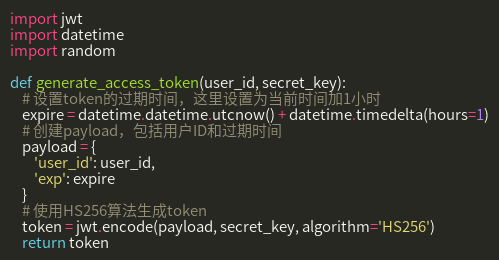 import jwt
import datetime
import random

def generate_access_token(user_id, secret_key):
    # 设置token的过期时间，这里设置为当前时间加1小时
    expire = datetime.datetime.utcnow() + datetime.timedelta(hours=1)
    # 创建payload，包括用户ID和过期时间
    payload = {
        'user_id': user_id,
        'exp': expire
    }
    # 使用HS256算法生成token
    token = jwt.encode(payload, secret_key, algorithm='HS256')
    return token